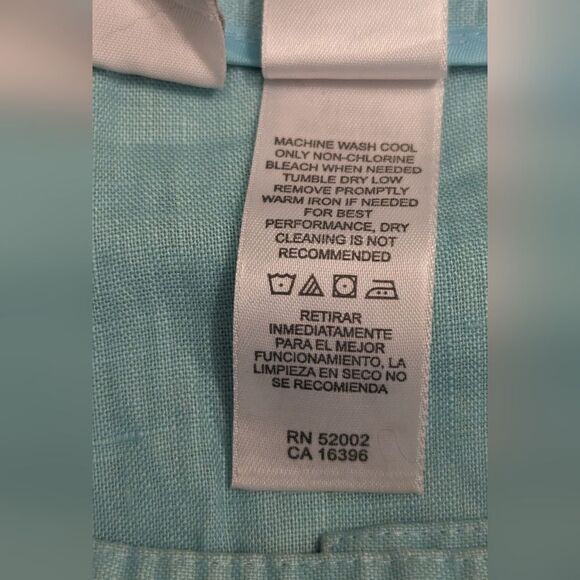 MACHINE WASH COOL
ONLY NON-CHLORINE
BLEACH WHEN NEEDED
TUMBLE DRY LOW
REMOVE PROMPTLY
WARM IRON IF NEEDED
FOR BEST
PERFORMANCE, DRY
CLEANING IS NOT
RECOMMENDED
RETIRAR
INMEDIATAMENTE
PARA EL MEJOR
FUNCIONAMIENTO, LA
LIMPIEZA EN SECO NO
SE RECOMIENDA
RN 52002
CA 16396